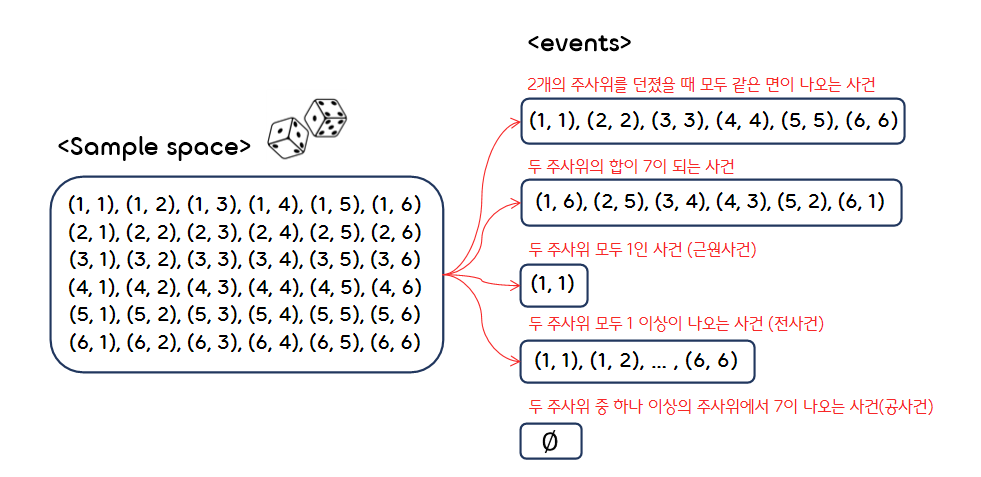 <events>
2개의 주사위를 던졌을 때 모두 같은 면이 나오는 사건
(1, 1), (2, 2), (3, 3), (4, 4), (5, 5), (6, 6)
<Sample space>
두 주사위의 합이 7이 되는 사건
(1, 6), (2, 5), (3, 4), (4, 3), (5, 2), (6, 1)
(1, 1), (1, 2), (1, 3), (1, 4), (1, 5), (1, 6)
(2, 1), (2, 2), (2, 3), (2, 4), (2, 5), (2, 6)
(3, 1), (3, 2), (3, 3), (3, 4), (3, 5), (3, 6)
(4, 1), (4, 2), (4, 3), (4, 4), (4, 5), (4, 6)
(5, 1), (5, 2), (5, 3), (5, 4), (5, 5), (5, 6)
(6, 1), (6, 2), (6, 3), (6, 4), (6, 5), (6, 6)
두 주사위 모두 1인 사건 (근원사건)
(1, 1)
두 주사위 모두 1 이상이 나오는 사건 (전사건)
(1, 1), (1, 2), ... , (6, 6)
두 주사위 중 하나 이상의 주사위에서 7이 나오는 사건(공사건)
∅